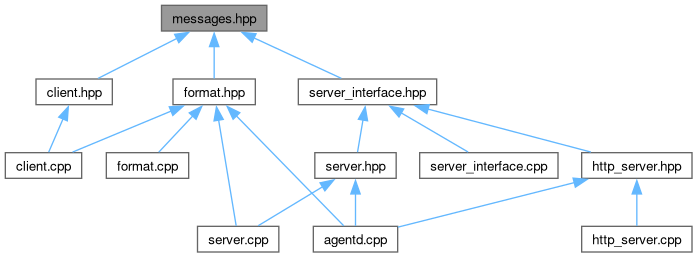 messages.hpp
client.hpp
format.hpp
server_interface.hpp
client.cpp
format.cpp
server.hpp
server_interface.cpp
http_server.hpp
server.cpp
agentd.cpp
http_server.cpp